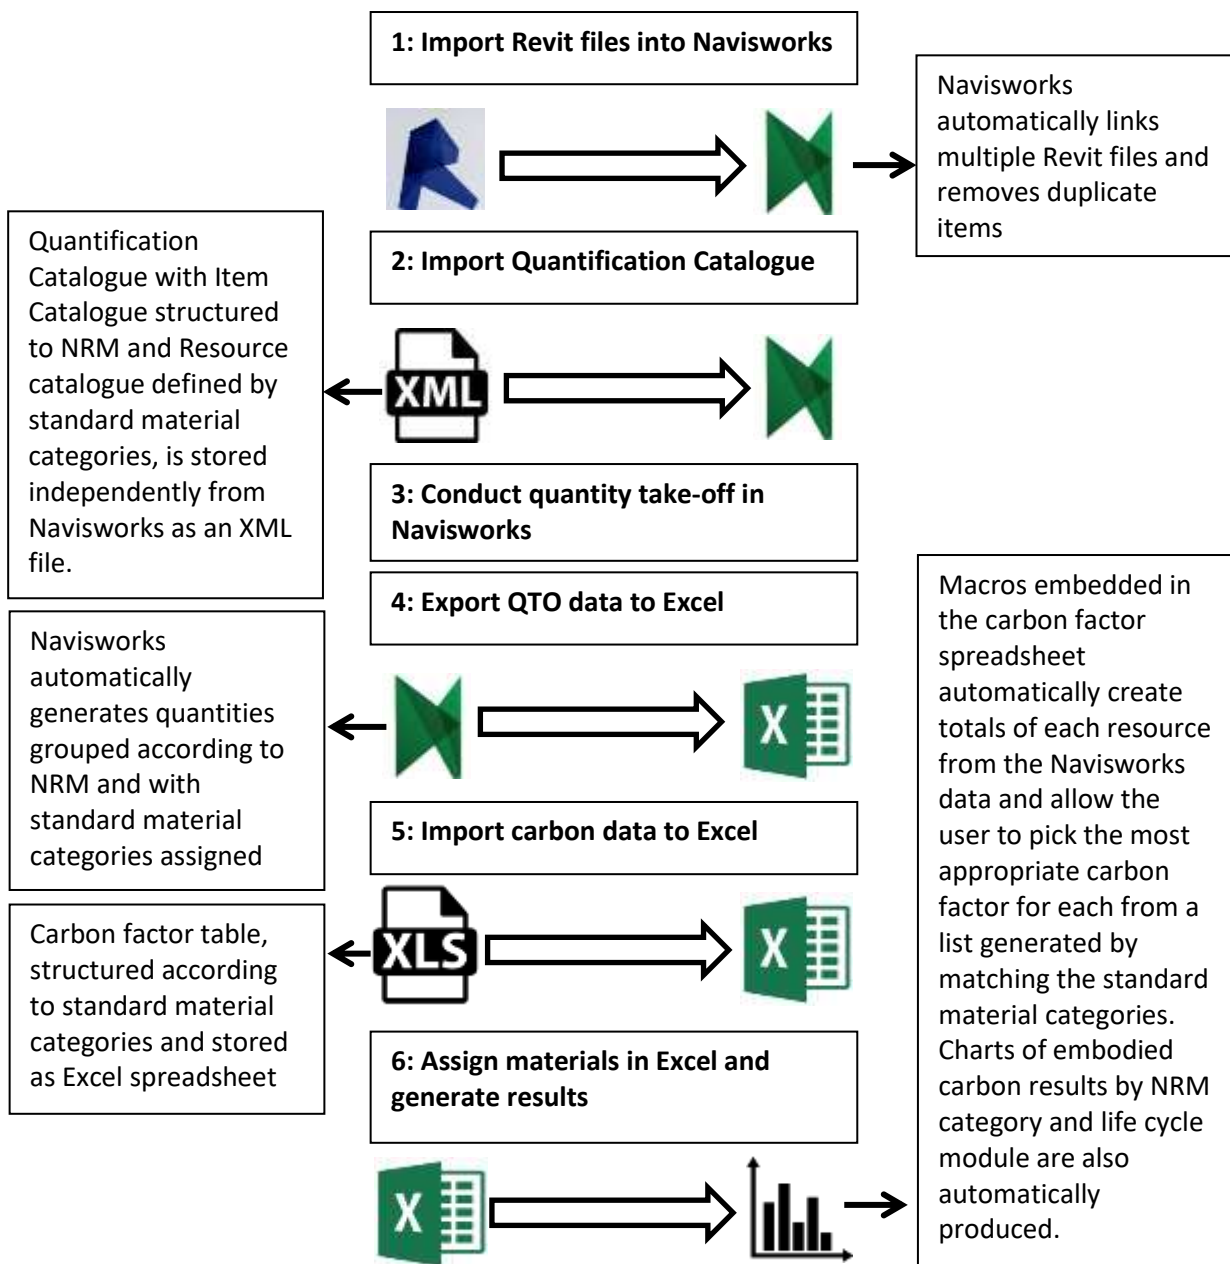 1: Import Revit files into Navisworks
Navisworks
automatically links
multiple Revit files and
removes duplicate
items
Quantification
Catalogue with Item
Catalogue structured
to NRM and Resource
catalogue defined by
standard material
categories, is stored
independently from
Navisworks as an XML
file.
2: Import Quantification Catalogue
XML
3: Conduct quantity take-off in
Navisworks
4: Export QTO data to Excel
Navisworks
automatically
generates quantities
grouped according to
NRM and with
standard material
categories assigned
X
5: Import carbon data to Excel
Carbon factor table,
structured according
to standard material
categories and stored
as Excel spreadsheet
XLS
X
6: Assign materials in Excel and
generate results
X
Macros embedded in
the carbon factor
spreadsheet
automatically create
totals of each resource
from the Navisworks
data and allow the
user to pick the most
appropriate carbon
factor for each from a
list generated by
matching the standard
material categories.
Charts of embodied
carbon results by NRM
category and life cycle
module are also
automatically
produced.